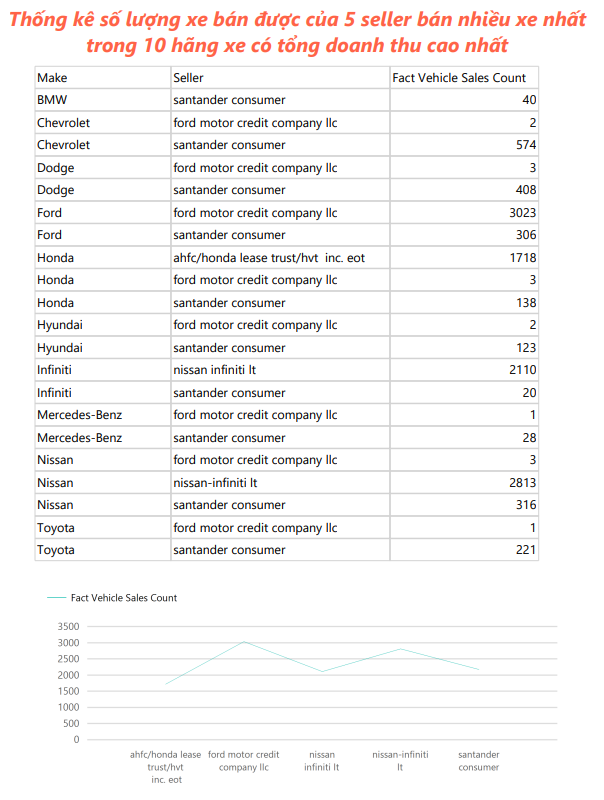 Thống kê số lượng xe bán được của 5 seller bán nhiều xe nhất
trong 10 hãng xe có tổng doanh thu cao nhất
Make Seller Fact Vehicle Sales Count
BMW santander consumer 40
Chevrolet ford motor credit company llc 2
Chevrolet santander consumer 574
Dodge ford motor credit company llc 3
Dodge santander consumer 408
Ford ford motor credit company llc 3023
Ford santander consumer 306
Honda ahfc/honda lease trust/hvt inc. eot 1718
Honda ford motor credit company llc 3
Honda santander consumer 138
Hyundai ford motor credit company llc 2
Hyundai santander consumer 123
Infiniti nissan infiniti lt 2110
Infiniti santander consumer 20
Mercedes-Benz ford motor credit company llc 1
Mercedes-Benz santander consumer 28
Nissan ford motor credit company llc 3
Nissan nissan-infiniti lt 2813
Nissan santander consumer 316
Toyota ford motor credit company llc 1
Toyota santander consumer 221
Fact Vehicle Sales Count
3500
3000
2500
2000
1500
1000
500
0
ahfc/honda lease ford motor credit nissan nissan-infiniti santander
trust/hvt company llc infiniti lt lt consumer
inc. eot